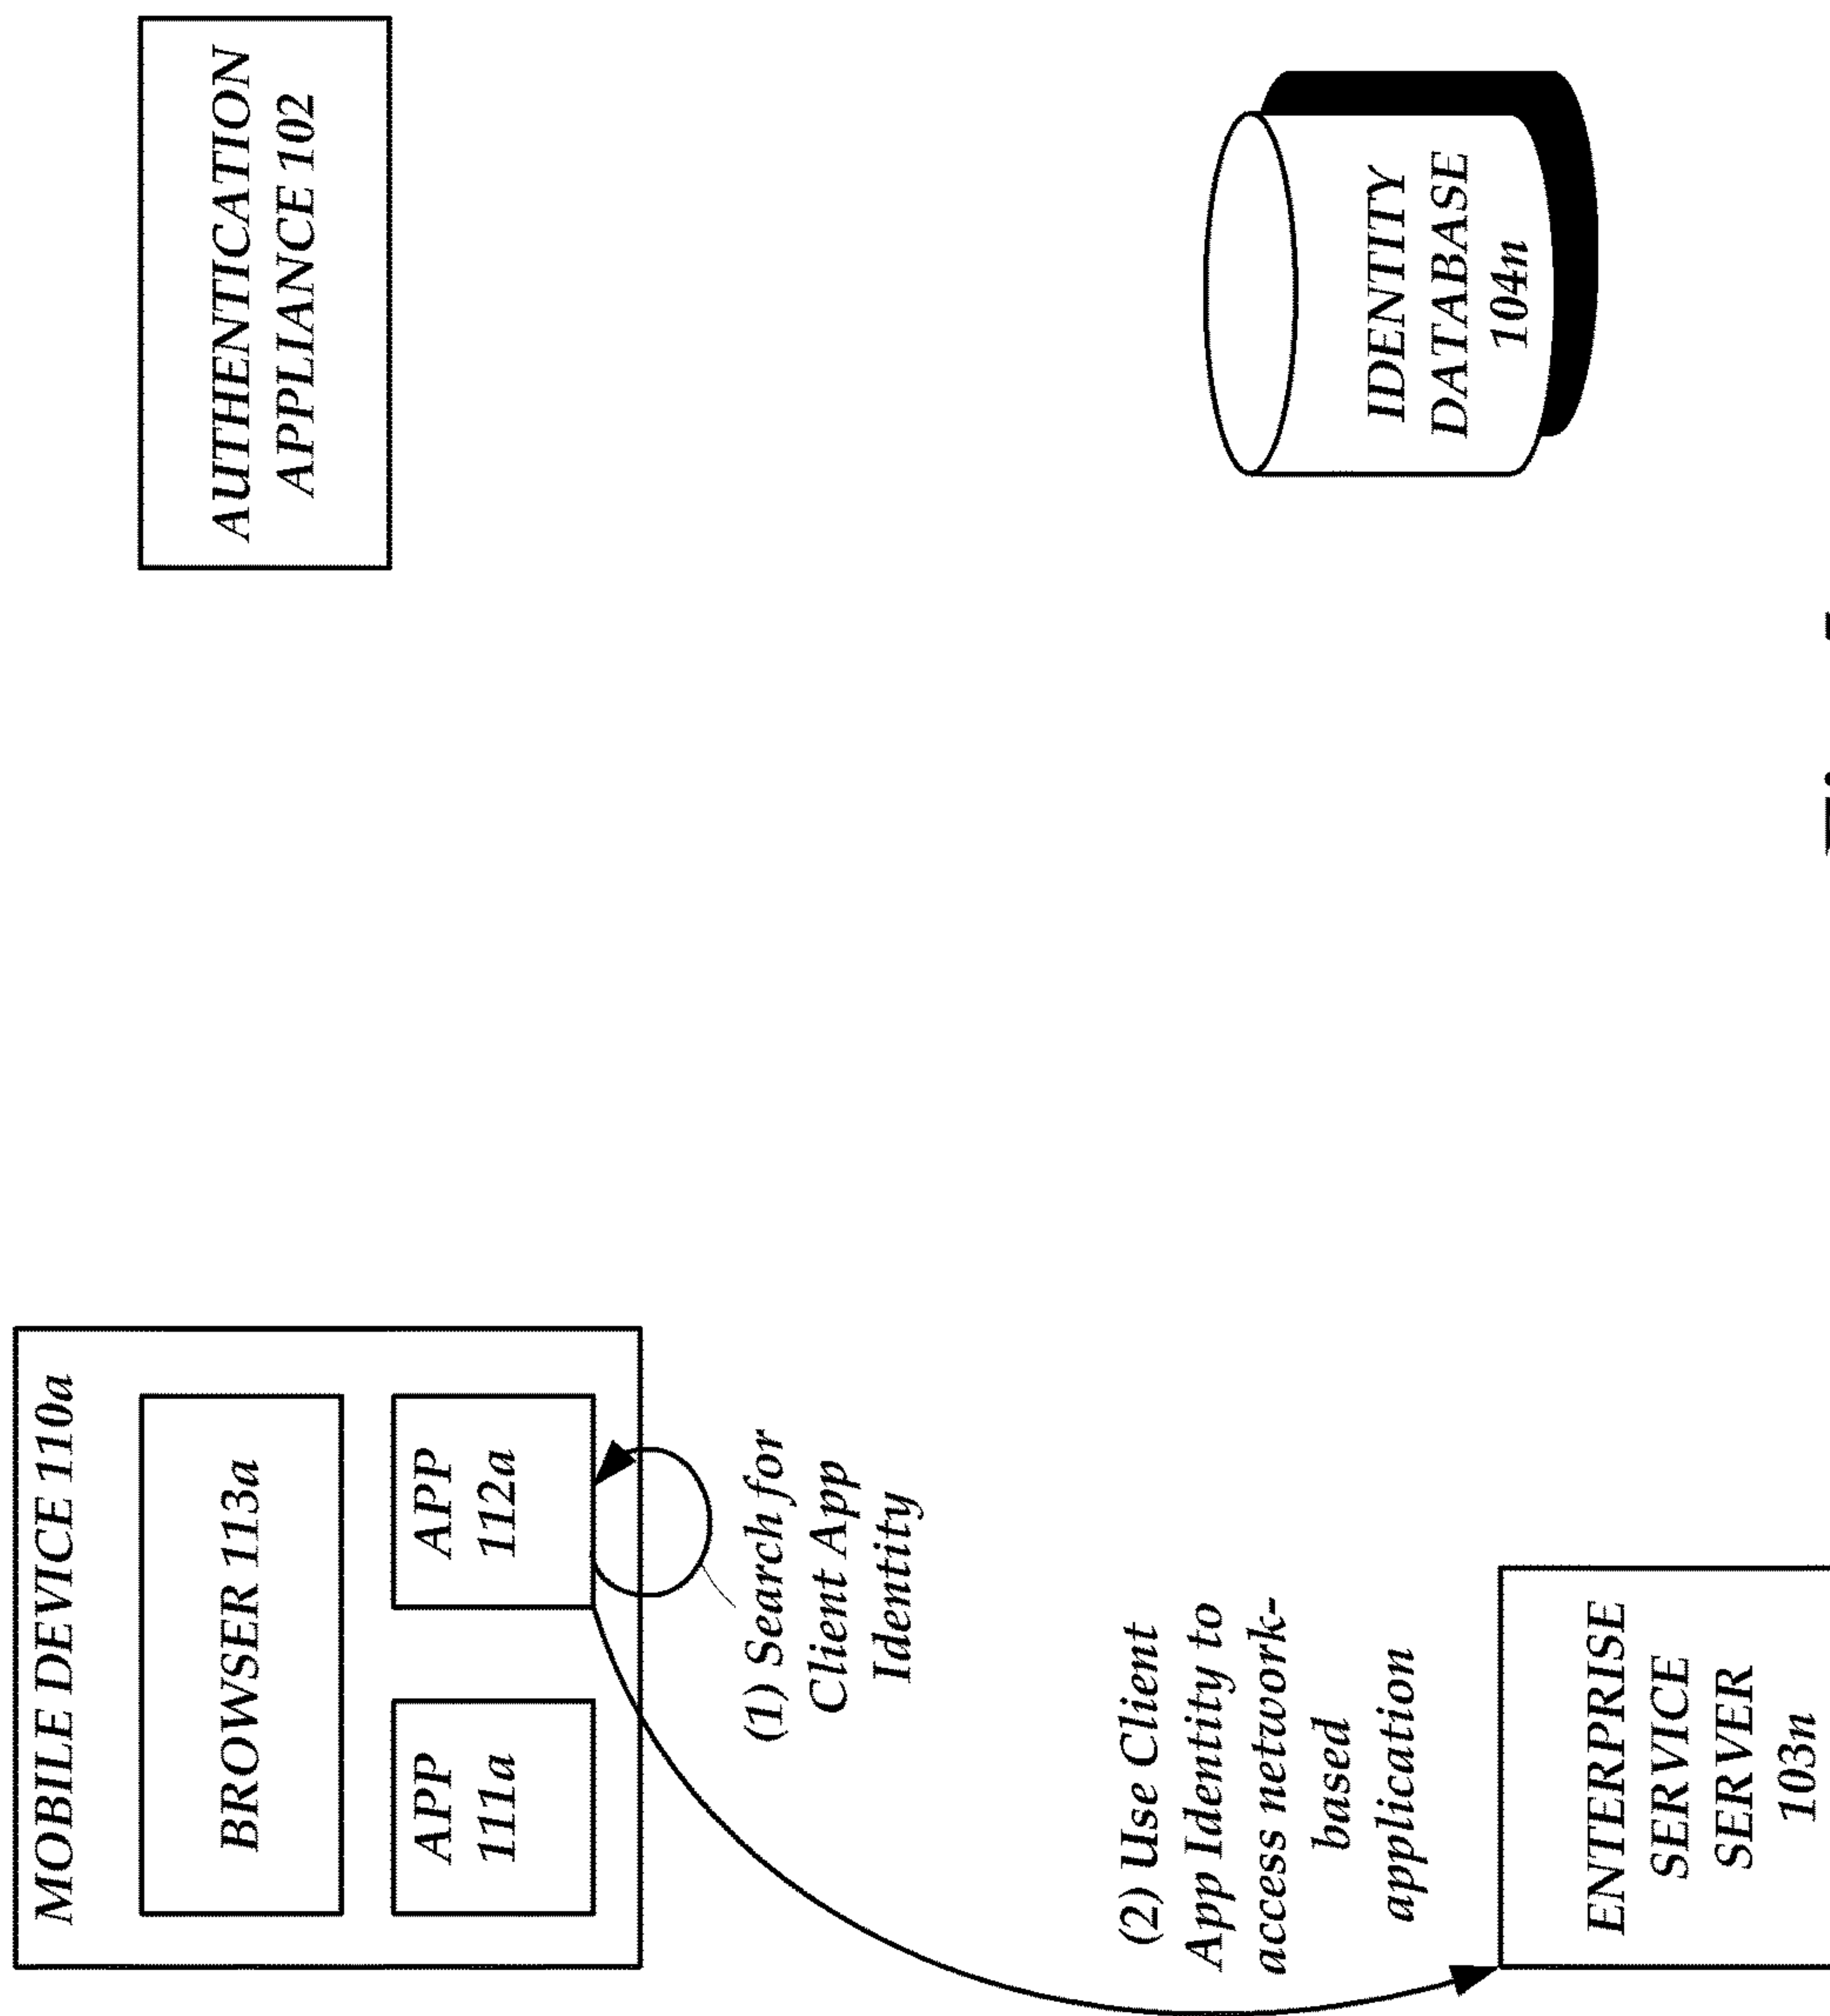 MOBILE DEVICE 110a
BROWSER 113a
APP
111a
APP
112a
AUTHENTICATION
APPLIANCE 102
(1) Search for
Client App
Identity
(2) Use Client
App Identity to
access network-
based
application
ENTERPRISE
SERVICE
SERVER
103n
IDENTITY
DATABASE
104n